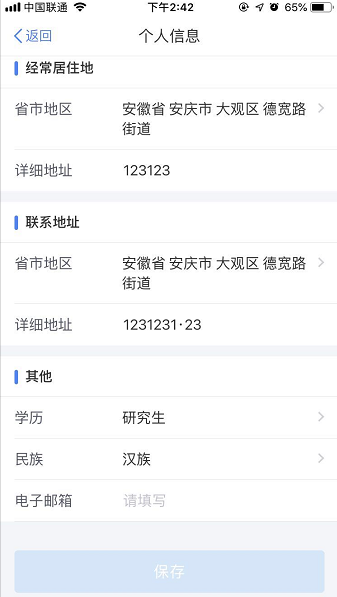 中国联通 下午2:42 65%
返回 个人信息
经常居住地
省市地区 安徽省 安庆市 大观区 德宽路
街道
详细地址 123123
联系地址
省市地区 安徽省 安庆市 大观区 德宽路
街道
详细地址 1231231·23
其他
学历 研究生
民族 汉族
电子邮箱 请填写
保存